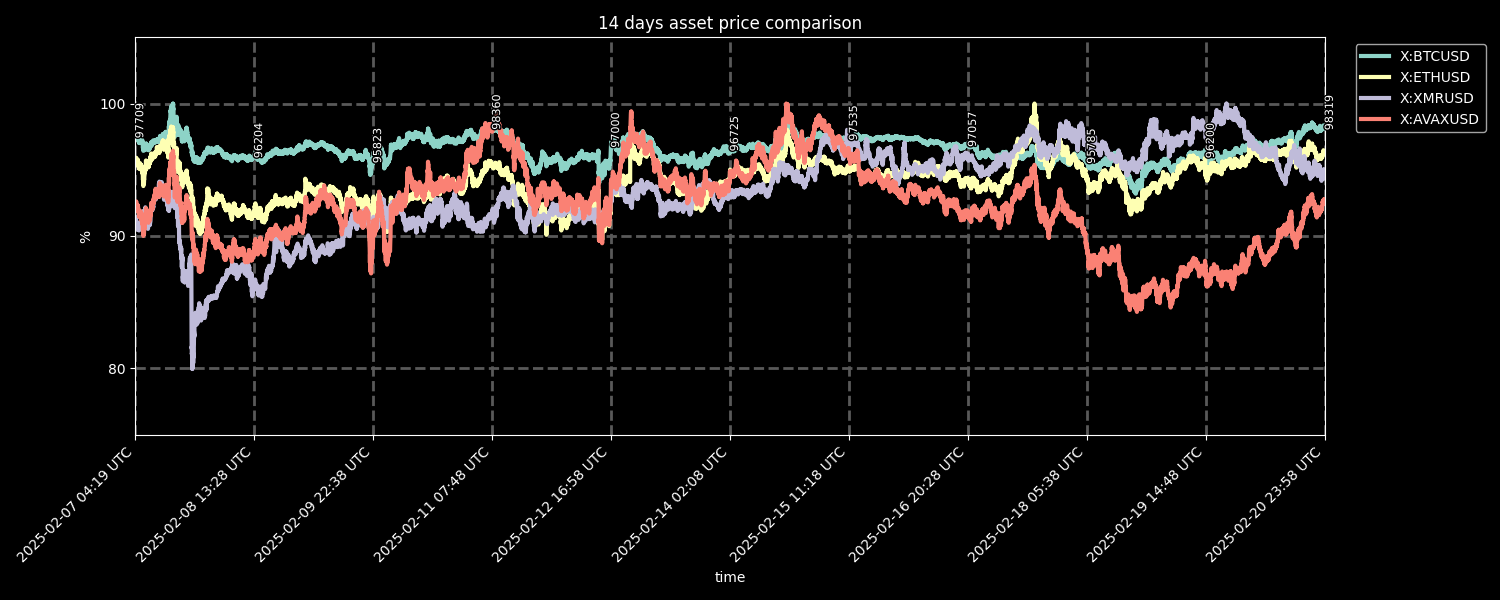 14 days asset price comparison
X:BTCUSD
X:ETHUSD
X:XMRUSD
X:AVAXUSD
100
90
80
%
97709
96204
95823
98360
97000
96725
97535
97057
95785
96200
98319
2025-02-07 04:19 UTC
2025-02-08 13:28 UTC
2025-02-09 22:38 UTC
2025-02-11 07:48 UTC
2025-02-12 16:58 UTC
2025-02-14 02:08 UTC
2025-02-15 11:18 UTC
2025-02-16 20:28 UTC
2025-02-18 05:38 UTC
2025-02-19 14:48 UTC
2025-02-20 23:58 UTC
time